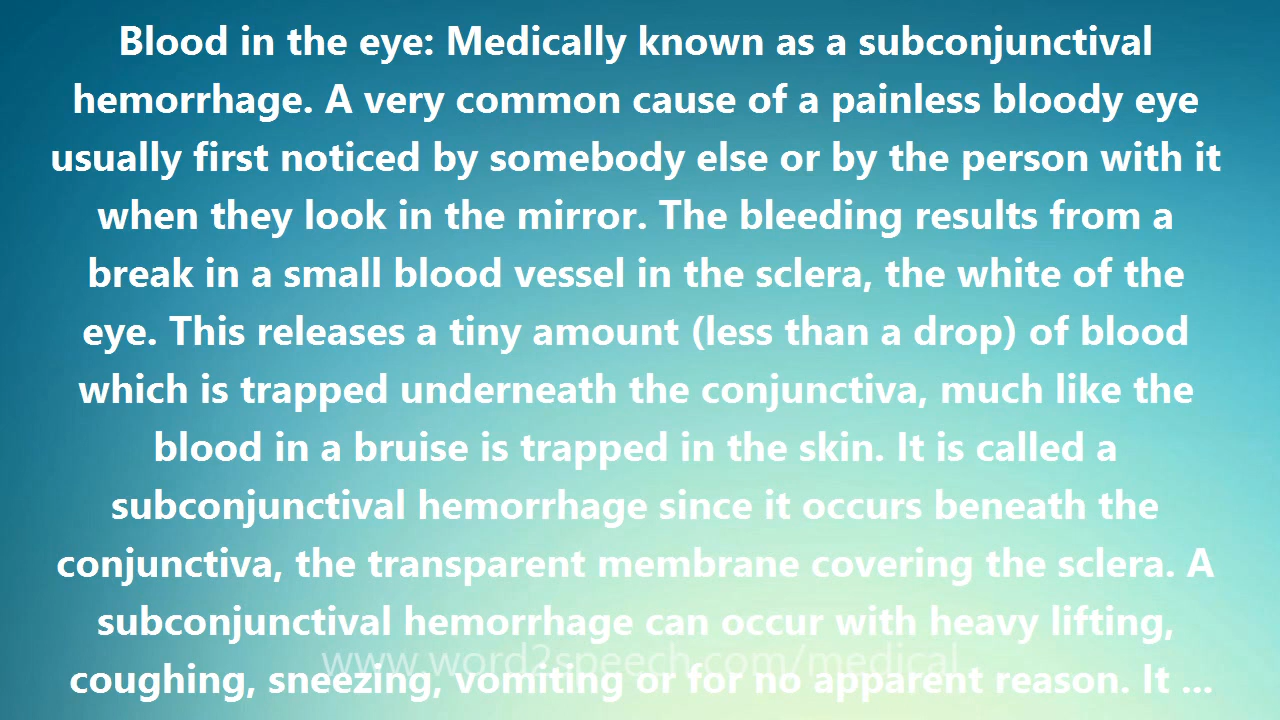 Blood in the eye: Medically known as a subconjunctival
hemorrhage. A very common cause of a painless bloody eye
usually first noticed by somebody else or by the person with it
when they look in the mirror. The bleeding results from a
break in a small blood vessel in the sclera, the white of the
eye. This releases a tiny amount (less than a drop) of blood
which is trapped underneath the conjunctiva, much like the
blood in a bruise is trapped in the skin. It is called a
subconjunctival hemorrhage since it occurs beneath the
conjunctiva, the transparent membrane covering the sclera. A
subconjunctival hemorrhage can occur with heavy lifting,
www.word2speech.com/medical
coughing, sneezing, vomiting or for no apparent reason. It ...